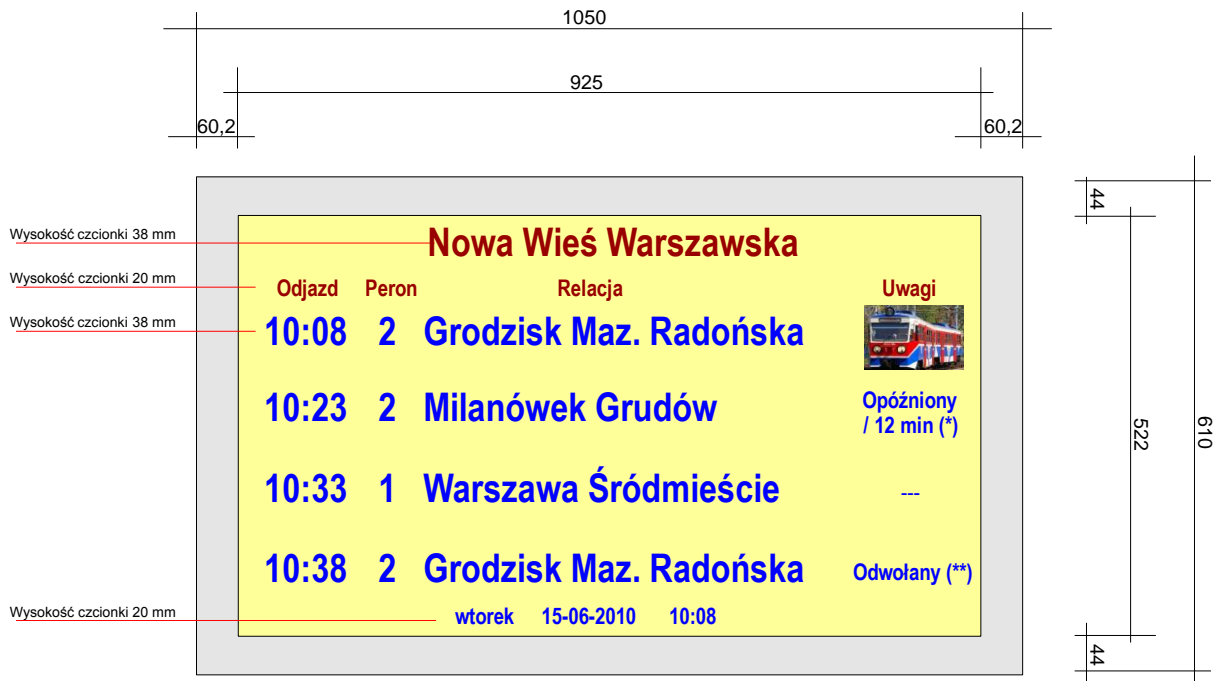 1050
925
60,2 60,2
44
Wysokość czcionki 38 mm Nowa Wieś Warszawska
Wysokość czcionki 20 mm Odjazd Peron Relacja Uwagi
Wysokość czcionki 38 mm 10:08 2 Grodzisk Maz. Radońska
10:23 2 Milanówek Grudów Opóźniony
/ 12 min (*)
522 610
10:33 1 Warszawa Śródmieście ---
10:38 2 Grodzisk Maz. Radońska Odwołany (**)
Wysokość czcionki 20 mm wtorek 15-06-2010 10:08
44